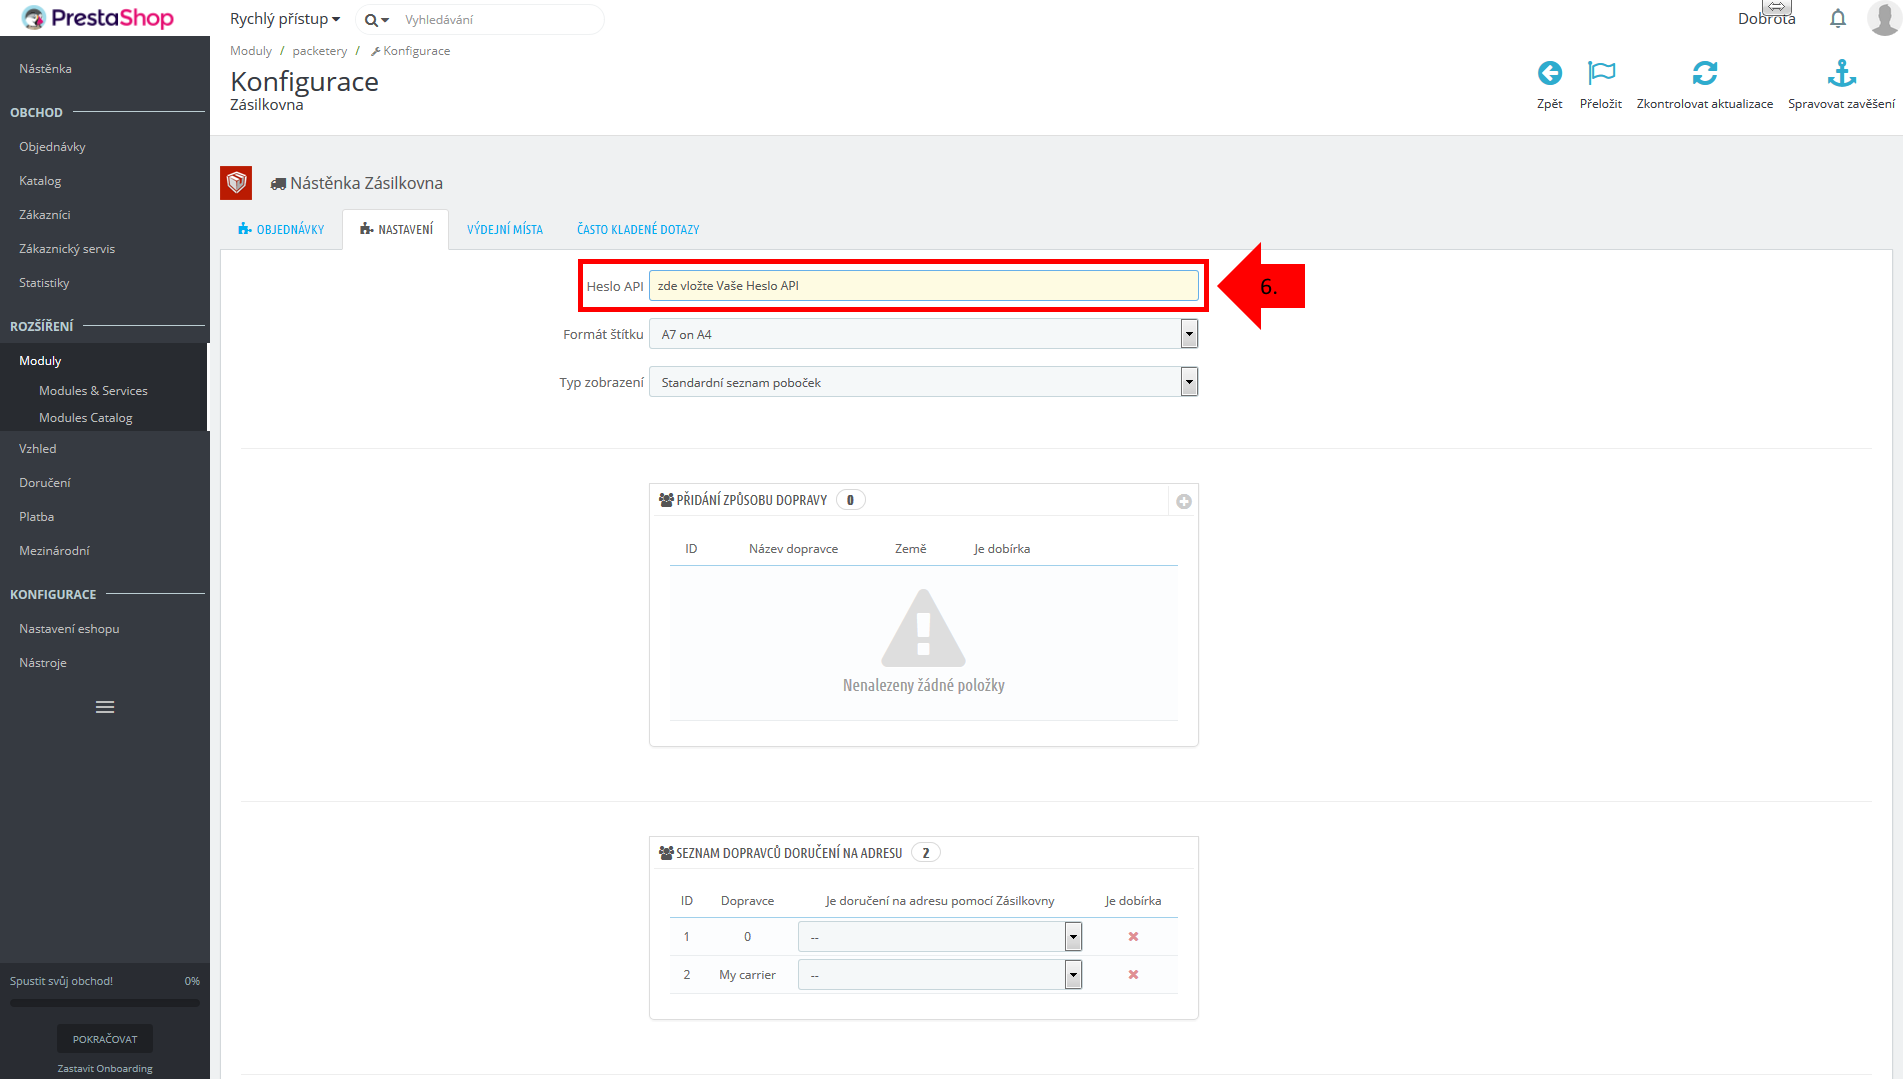 PrestaShop
Rychlý přístup
Vyhledávání
Dobrota
Moduly / packetery / Konfigurace
Konfigurace
Zásilkovna
Zpět
Přeložit
Zkontrolovat aktualizace
Spravovat zavěšení
Nástěnka
OBCHOD
Objednávky
Katalog
Zákazníci
Zákaznický servis
Statistiky
ROZŠÍŘENÍ
Moduly
Modules & Services
Modules Catalog
Vzhled
Doručení
Platba
Mezinárodní
KONFIGURACE
Nastavení eshopu
Nástroje
Spustit svůj obchod! 0%
POKRAČOVAT
Zastavit Onboarding
Nástěnka Zásilkovna
OBJEDNÁVKY
NASTAVENÍ
VÝDEJNÍ MÍSTA
ČASTO KLADENÉ DOTAZY
Heslo API zde vložte Vaše Heslo API
6.
Formát štítku A7 on A4
Typ zobrazení Standardní seznam poboček
PŘIDÁNÍ ZPŮSOBU DOPRAVY 0
ID Název dopravce Země Je dobírka
Nenalezeny žádné položky
SEZNAM DOPRAVCŮ DORUČENÍ NA ADRESU 2
ID Dopravce Je doručení na adresu pomocí Zásilkovny Je dobírka
1 0 --
2 My carrier --